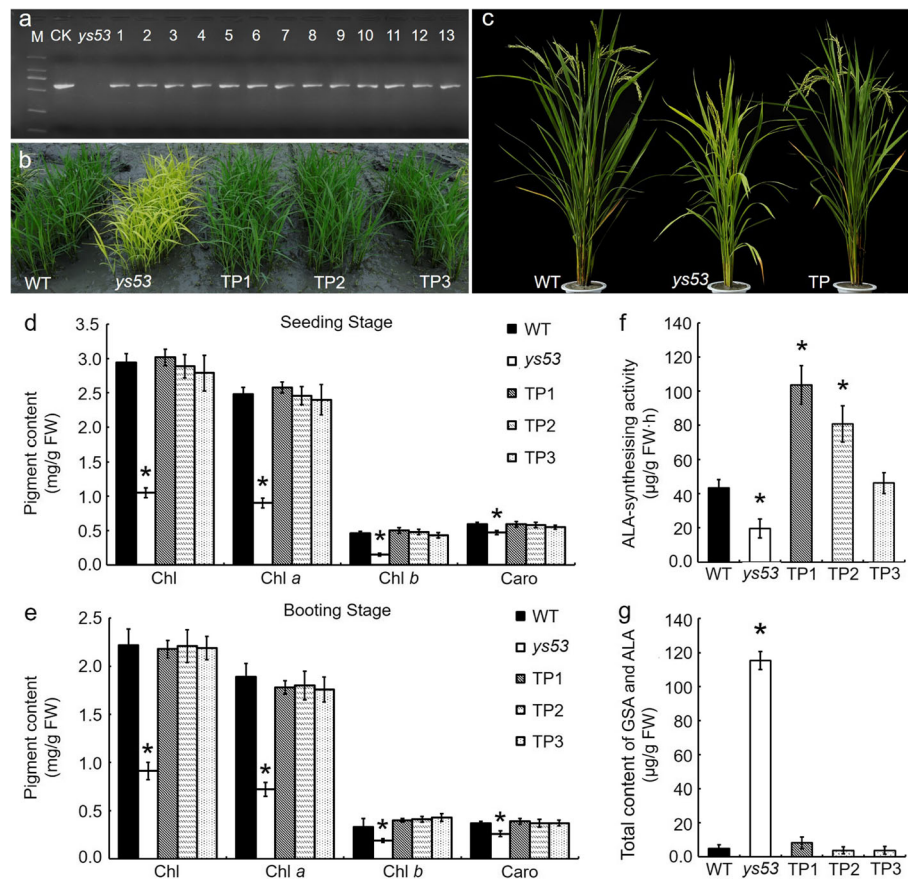 a
M CK ys53 1 2 3 4 5 6 7 8 9 10 11 12 13
b
WT ys53 TP1 TP2 TP3
c
WT ys53 TP
d
Seeding Stage
Pigment content
(mg/g FW)
3.5
3.0
2.5
2.0
1.5
1.0
0.5
0.0
* * * *
WT
ys53
TP1
TP2
TP3
Chl Chl a Chl b Caro
e
Booting Stage
Pigment content
(mg/g FW)
2.5
2.0
1.5
1.0
0.5
0.0
* * * *
WT
ys53
TP1
TP2
TP3
Chl Chl a Chl b Caro
f
ALA-synthesising activity
(µg/g FW·h)
140
120
100
80
60
40
20
0.0
* * *
WT ys53 TP1 TP2 TP3
g
Total content of GSA and ALA
(µg/g FW)
140
120
100
80
60
40
20
0.0
*
WT ys53 TP1 TP2 TP3